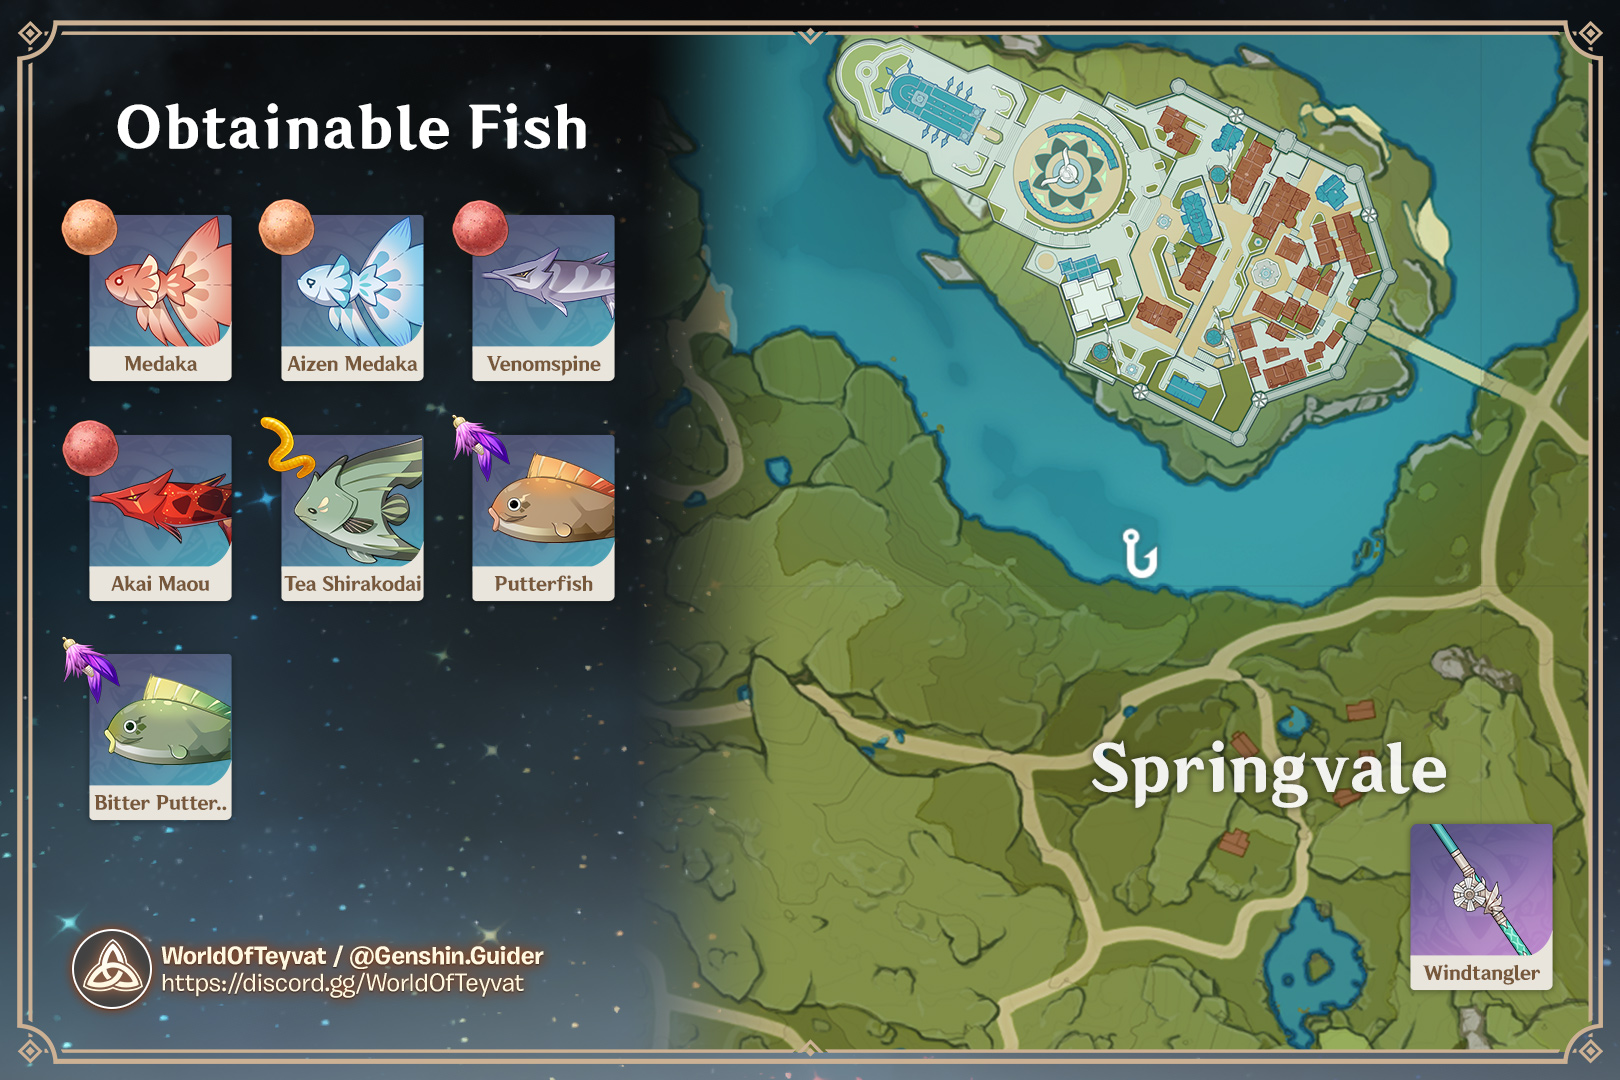 Obtainable Fish
Medaka
Aizen Medaka
Venomspine
Akai Maou
Tea Shirakodai
Putterfish
Bitter Putter..
Springvale
Windtangler
WorldOfTeyvat / @Genshin.Guider
https://discord.gg/WorldOfTeyvat